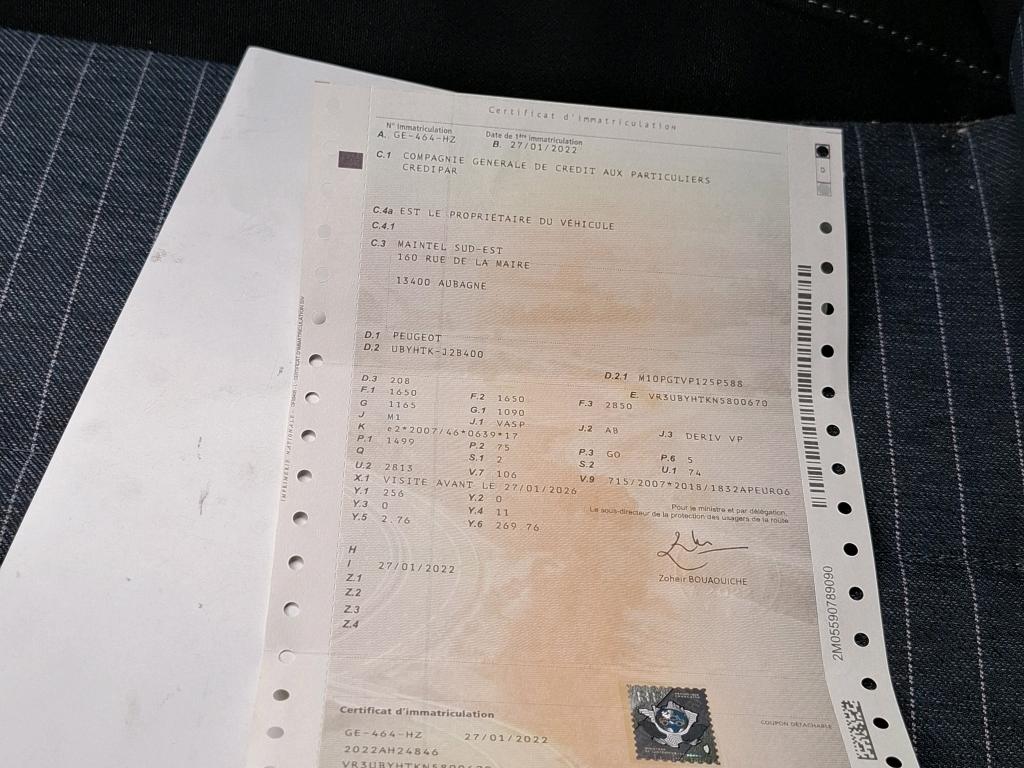 Certificat d'immatriculation
N° Immatriculation Date de 1ère immatriculation
A. GE-464-HZ B. 27/01/2022
C.1 COMPAGNIE GENERALE DE CREDIT AUX PARTICULIERS
CREDIPAR
C.4a EST LE PROPRIÉTAIRE DU VÉHICULE
C.4.1
C.3 MAINTEL SUD-EST
160 RUE DE LA MAIRE
13400 AUBAGNE
D.1 PEUGEOT
D.2 UBYHTK-J2B400
D.2.1 M10PGTVP125P588
D.3 208 E. VR3UBYHTKN5800670
F.1 1650 F.2 1650 F.3 2850
G 1165 G.1 1090
J M1 J.1 VASP J.2 AB J.3 DERIV VP
K e2*2007/46*0639*17
P.1 1499 P.2 75 P.3 GO P.6 5
Q S.1 2 S.2 U.1 74
U.2 2813 V.7 106 V.9 715/2007*2018/1832APEURO6
X.1 VISITE AVANT LE 27/01/2026
Y.1 256 Y.2 0
Y.3 0 Y.4 11
Y.5 2.76 Y.6 269.76
Pour le ministre et par délégation,
Le sous-directeur de la protection des usagers de la route
Zoheir BOUAOUICHE
H
I 27/01/2022
Z.1
Z.2
Z.3
Z.4
2M05590789090
Certificat d'immatriculation
COUPON DÉTACHABLE
GE-464-HZ 27/01/2022
2022AH24846
VR3UBYHTKN5800670